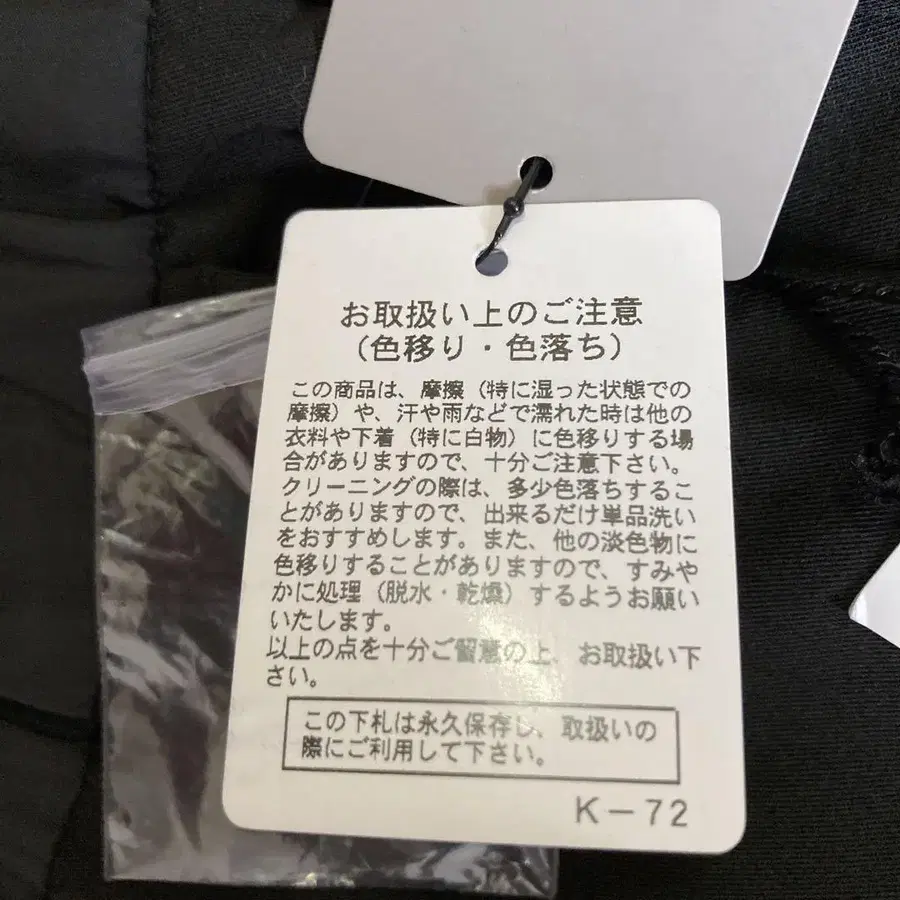 お取扱い上のご注意
（色移り・色落ち）
この商品は、摩擦（特に湿った状態での
摩擦）や、汗や雨などで濡れた時は他の
衣料や下着（特に白物）に色移りする場
合がありますので、十分ご注意下さい。
クリーニングの際は、多少色落ちするこ
とがありますので、出来るだけ単品洗い
をおすすめします。また、他の淡色物に
色移りすることがありますので、すみや
かに処理（脱水・乾燥）するようお願い
いたします。
以上の点を十分ご留意の上、お取扱い下
さい。
この下札は永久保存し、取扱いの
際にご利用して下さい。
K－72